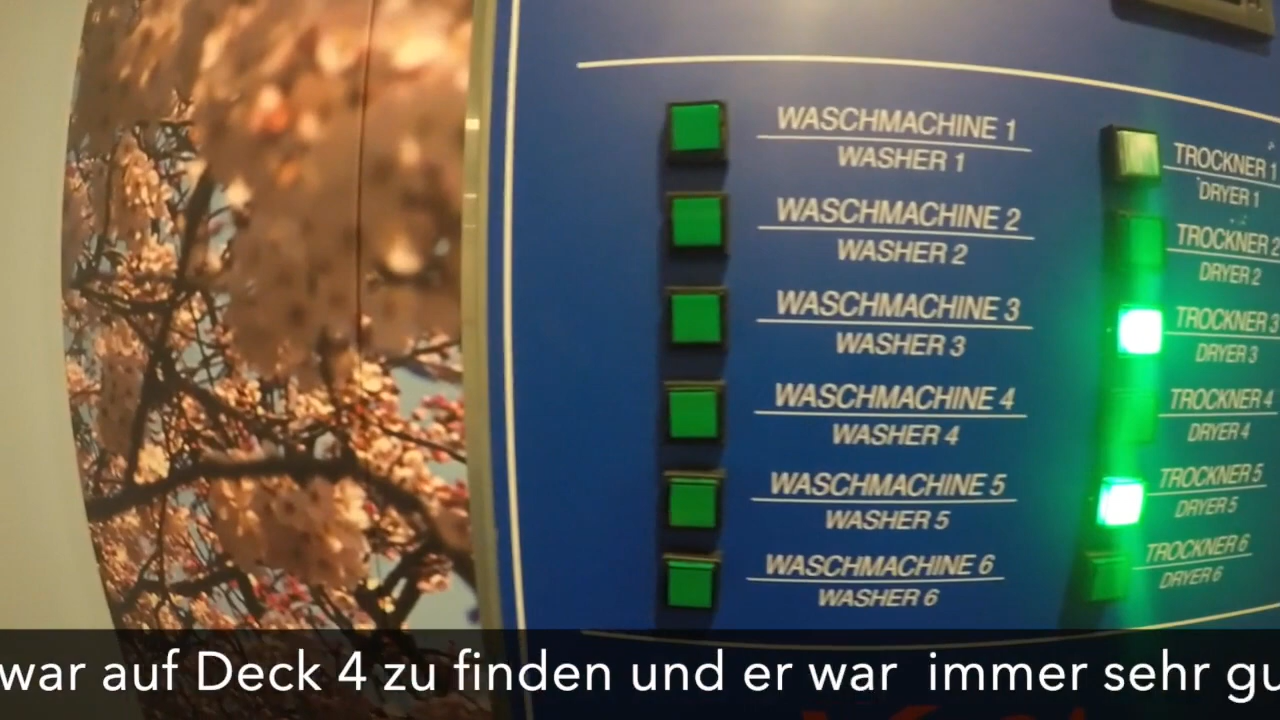 WASCHMACHINE 1
WASHER 1
WASCHMACHINE 2
WASHER 2
WASCHMACHINE 3
WASHER 3
WASCHMACHINE 4
WASHER 4
WASCHMACHINE 5
WASHER 5
WASCHMACHINE 6
WASHER 6
TROCKNER 1
DRYER 1
TROCKNER 2
DRYER 2
TROCKNER 3
DRYER 3
TROCKNER 4
DRYER 4
TROCKNER 5
DRYER 5
TROCKNER 6
DRYER 6
war auf Deck 4 zu finden und er war immer sehr gu